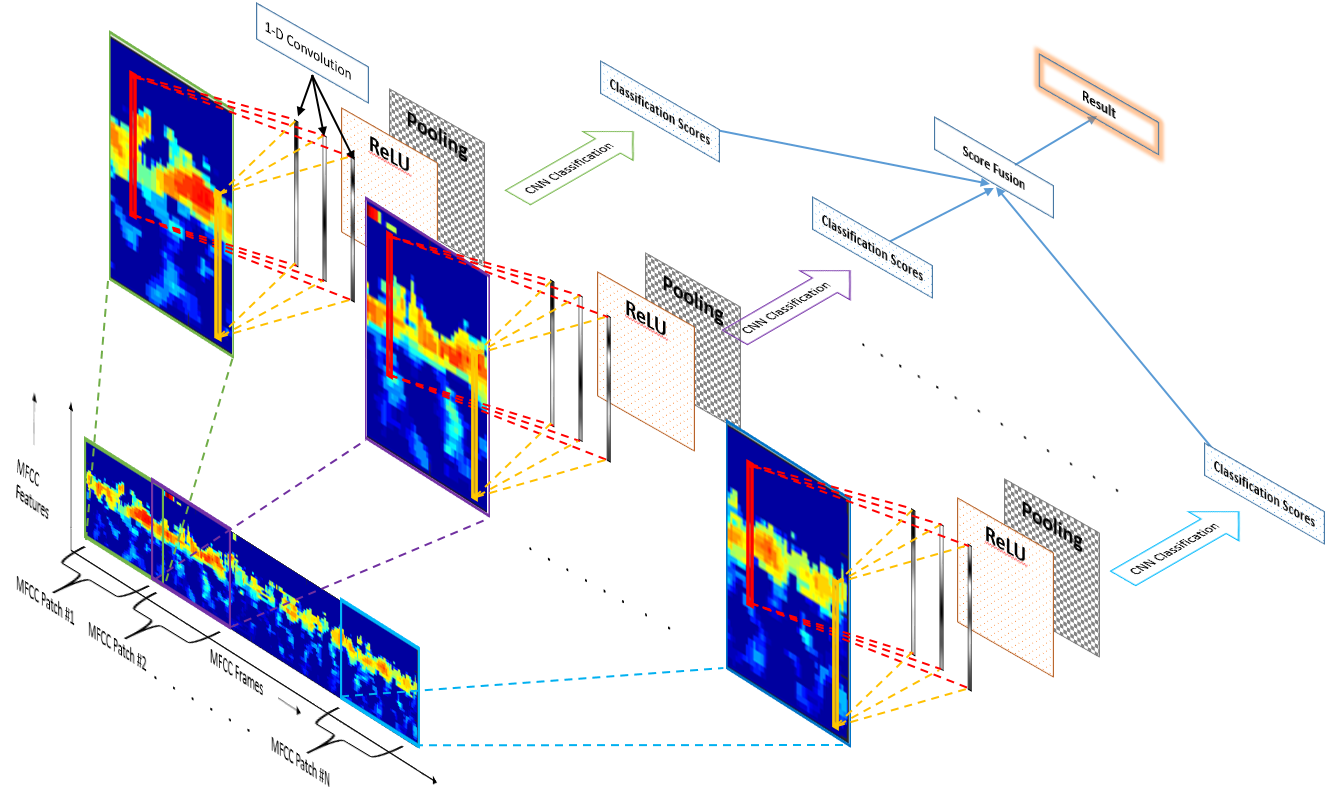 1-D Convolution
ReLU
Pooling
CNN Classification
Classification Scores
Score Fusion
Result
ReLU
Pooling
CNN Classification
Classification Scores
MFCC
Features
MFCC Patch #1
MFCC Patch #2
MFCC Frames
MFCC Patch #N
ReLU
Pooling
CNN Classification
Classification Scores